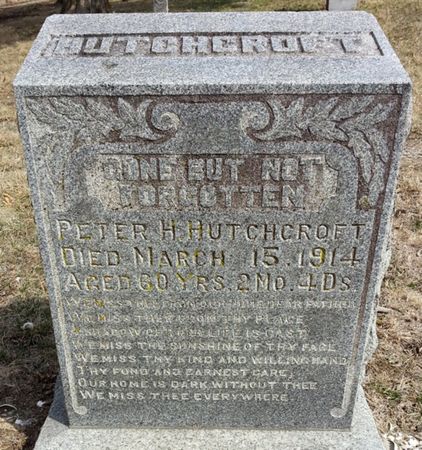 HUTCHCROFT
GONE BUT NOT
FORGOTTEN
PETER H. HUTCHCROFT
DIED MARCH 15. 1914
AGED 60 YRS. 2 MO. 4 DS
WE MISS THEE FROM OUR HOME DEAR FATHER
WE MISS THEE FROM THY PLACE
A SHADOW O'ER OUR LIFE IS CAST
WE MISS THE SUNSHINE OF THY FACE
WE MISS THY KIND AND WILLING HAND
THY FOND AND EARNEST CARE,
OUR HOME IS DARK WITHOUT THEE
WE MISS THEE EVERYWHERE.